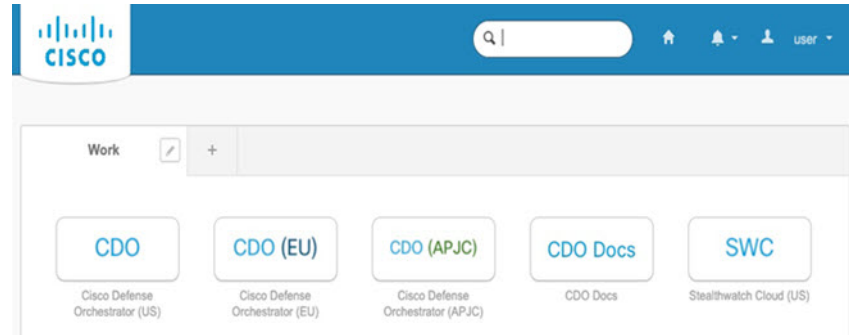 CISCO
user
Work
+
CDO
CDO (EU)
CDO (APJC)
CDO Docs
SWC
Cisco Defense
Orchestrator (US)
Cisco Defense
Orchestrator (EU)
Cisco Defense
Orchestrator (APJC)
CDO Docs
Stealthwatch Cloud (US)